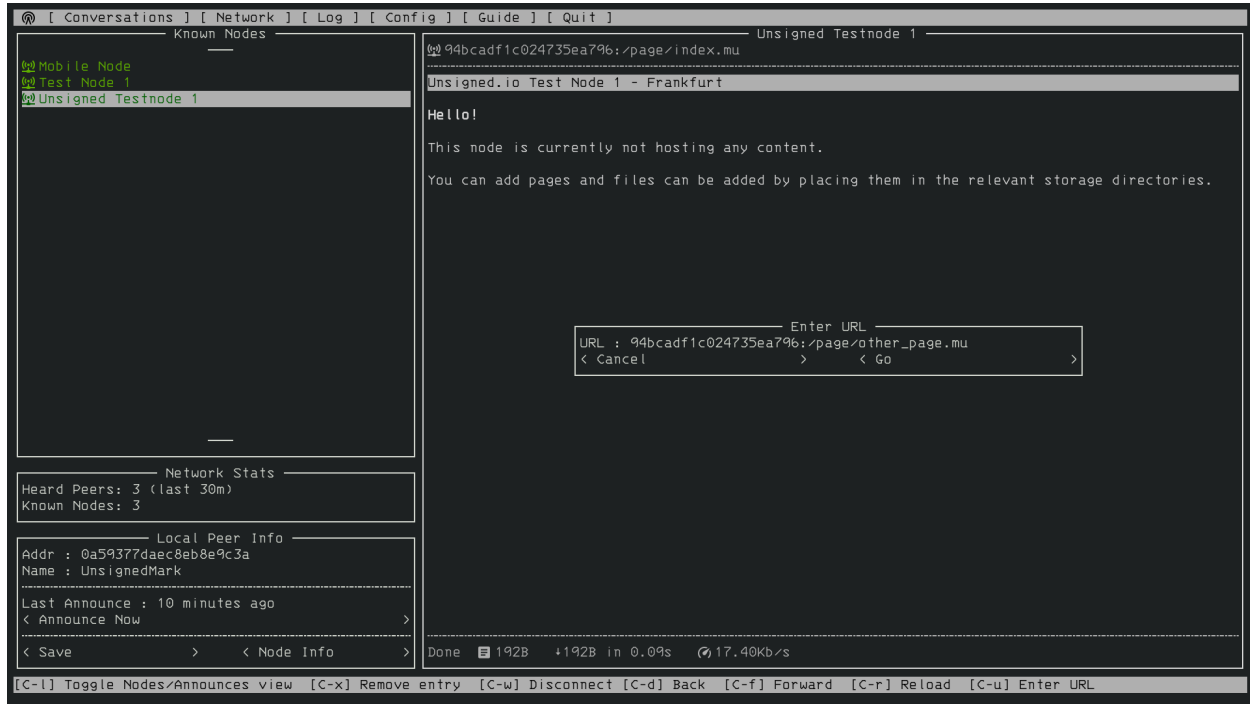 [ Conversations ] [ Network ] [ Log ] [ Config ] [ Guide ] [ Quit ]
Known Nodes
Mobile Node
Test Node 1
Unsigned Testnode 1
Network Stats
Heard Peers: 3 (last 30m)
Known Nodes: 3
Local Peer Info
Addr : 0a59377daec8eb8e9c3a
Name : UnsignedMark
Last Announce : 10 minutes ago
< Announce Now >
< Save > < Node Info >
Unsigned Testnode 1
94bcadf1c024735ea796:/page/index.mu
Unsigned.io Test Node 1 - Frankfurt
Hello!
This node is currently not hosting any content.
You can add pages and files can be added by placing them in the relevant storage directories.
Enter URL
URL : 94bcadf1c024735ea796:/page/other_page.mu
< Cancel > < Go >
Done 192B ↓192B in 0.09s 17.40Kb/s
[C-l] Toggle Nodes/Announces view [C-x] Remove entry [C-w] Disconnect [C-d] Back [C-f] Forward [C-r] Reload [C-u] Enter URL